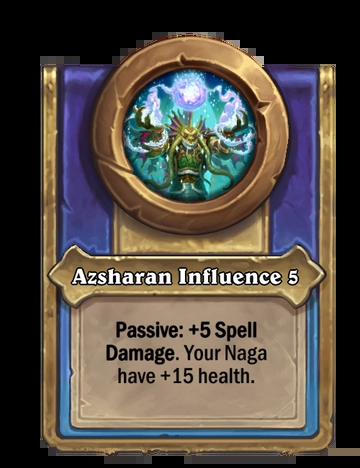 Azsharan Influence 5
Passive: +5 Spell
Damage. Your Naga
have +15 health.